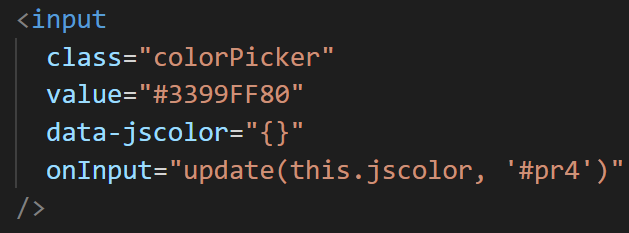 <input
class="colorPicker"
value="#3399FF80"
data-jscolor="{}"
onInput="update(this.jscolor, '#pr4')"
/>